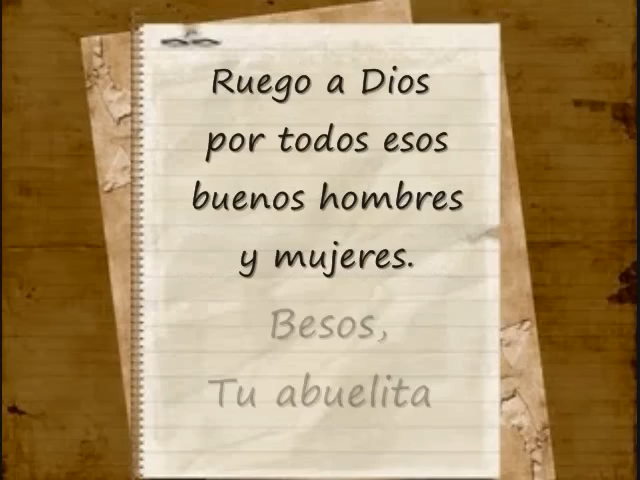 Ruego a Dios
por todos esos
buenos hombres
y mujeres.
Besos,
Tu abuelita